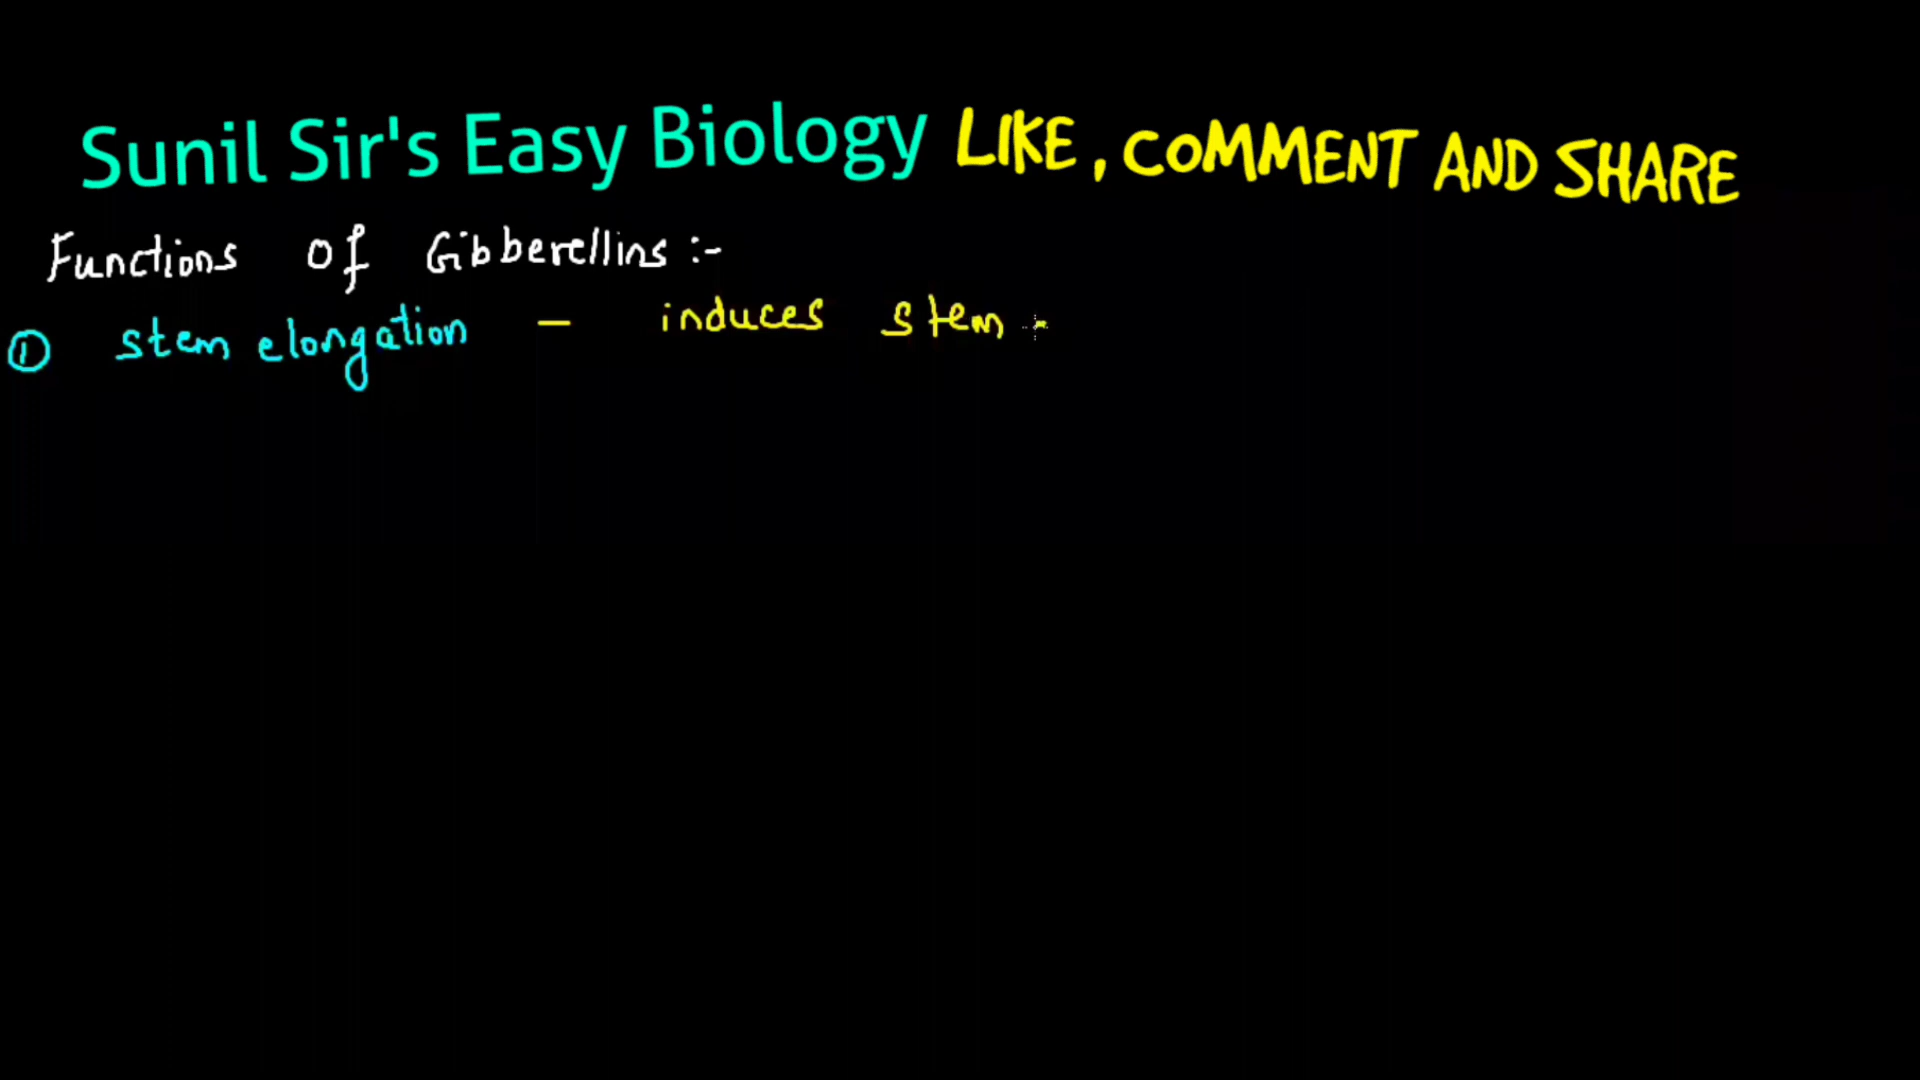 Sunil Sir's Easy Biology LIKE, COMMENT AND SHARE
Functions of Gibberellins :-
① stem elongation - induces stem